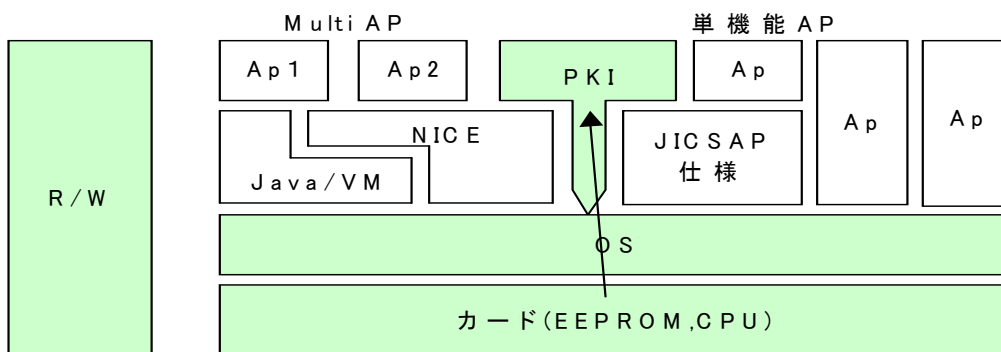 Multi AP
単機能AP
Ap1
Ap2
PKI
Ap
Ap
Ap
NICE
JICSAP
仕様
Java/VM
R/W
OS
カード(EEPROM,CPU)